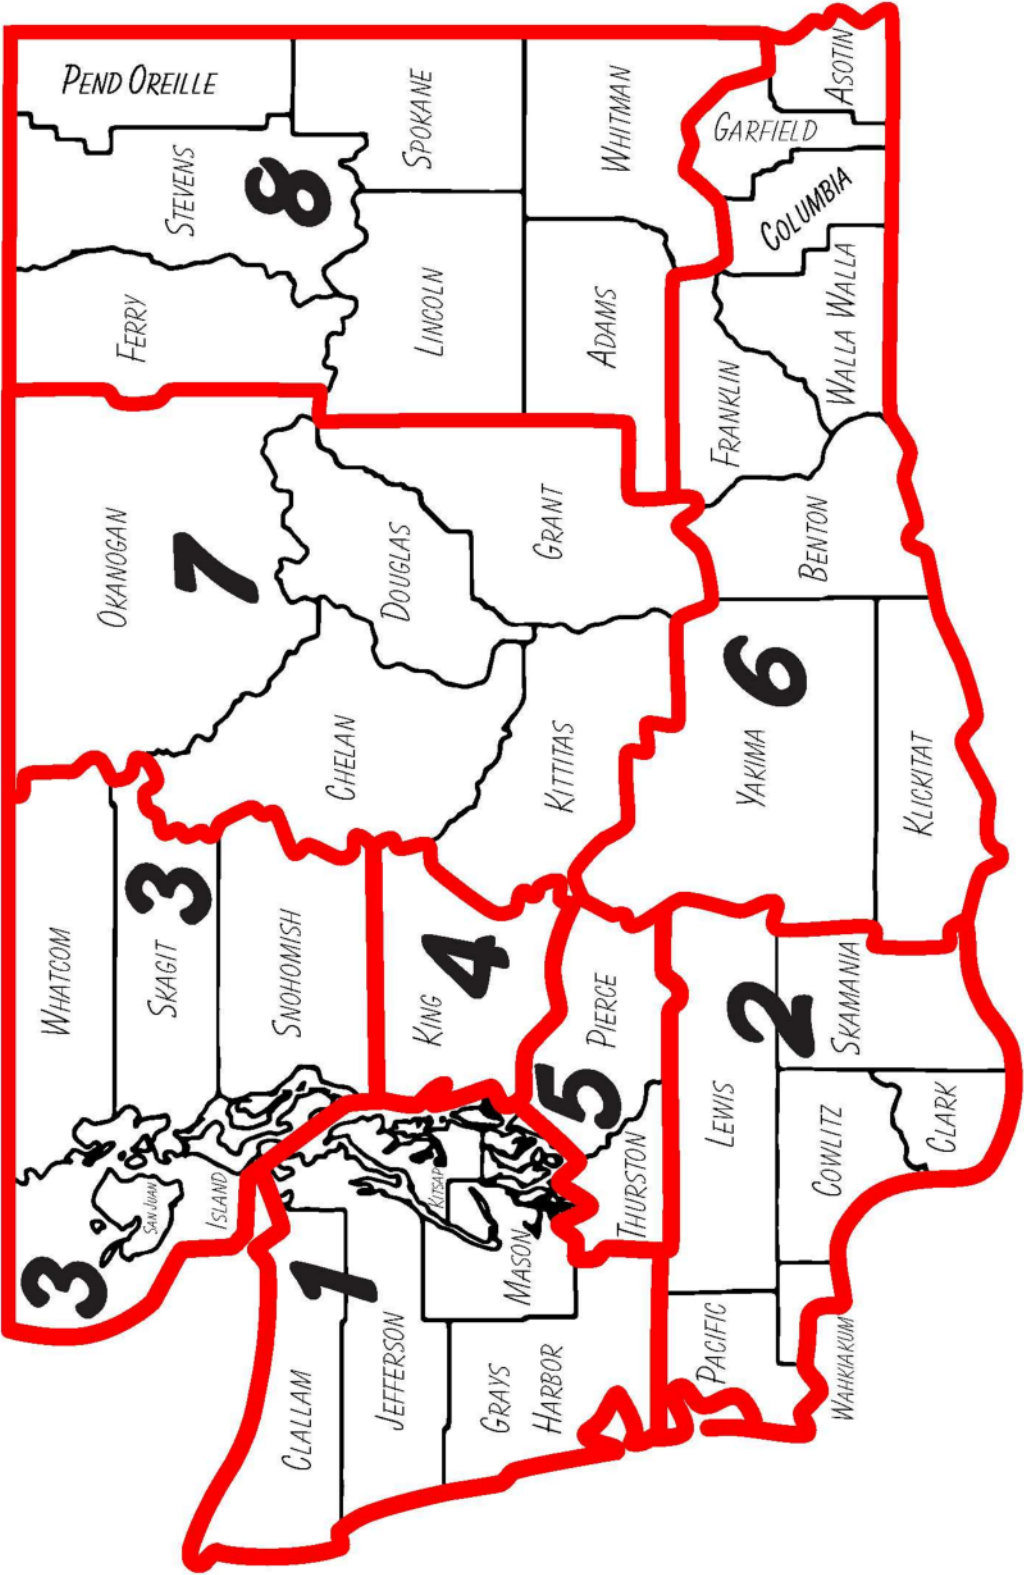 WHATCOM
OKANOGAN
FERRY
STEVENS
PEND OREILLE
3
SAN JUAN
SKAGIT
3
7
8
ISLAND
SNOHOMISH
CHELAN
DOUGLAS
LINCOLN
SPOKANE
CLALLAM
1
JEFFERSON
KITSAP
KING
4
GRANT
ADAMS
WHITMAN
GRAYS
HARBOR
MASON
5
PIERCE
KITTITAS
THURSTON
PACIFIC
LEWIS
2
YAKIMA
6
FRANKLIN
GARFIELD
WAHKIAKUM
COWLITZ
SKAMANIA
BENTON
WALLA WALLA
COLUMBIA
ASOTIN
CLARK
KLICKITAT